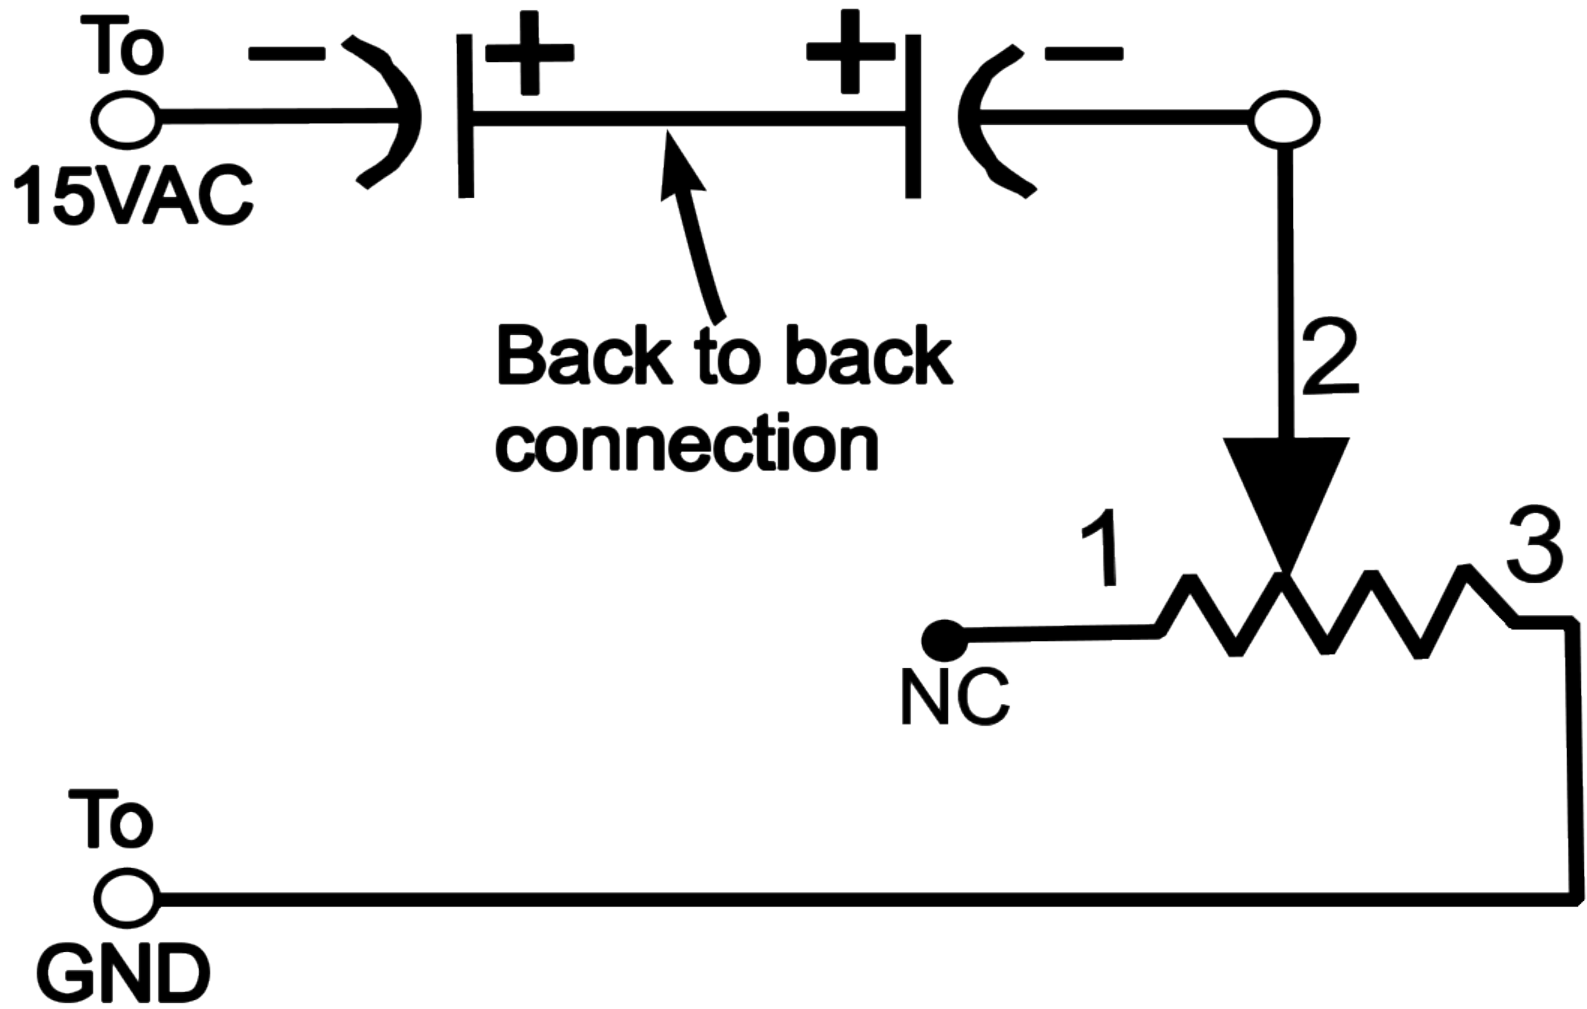 To
15VAC
− + + −
Back to back
connection
2
1
3
NC
To
GND